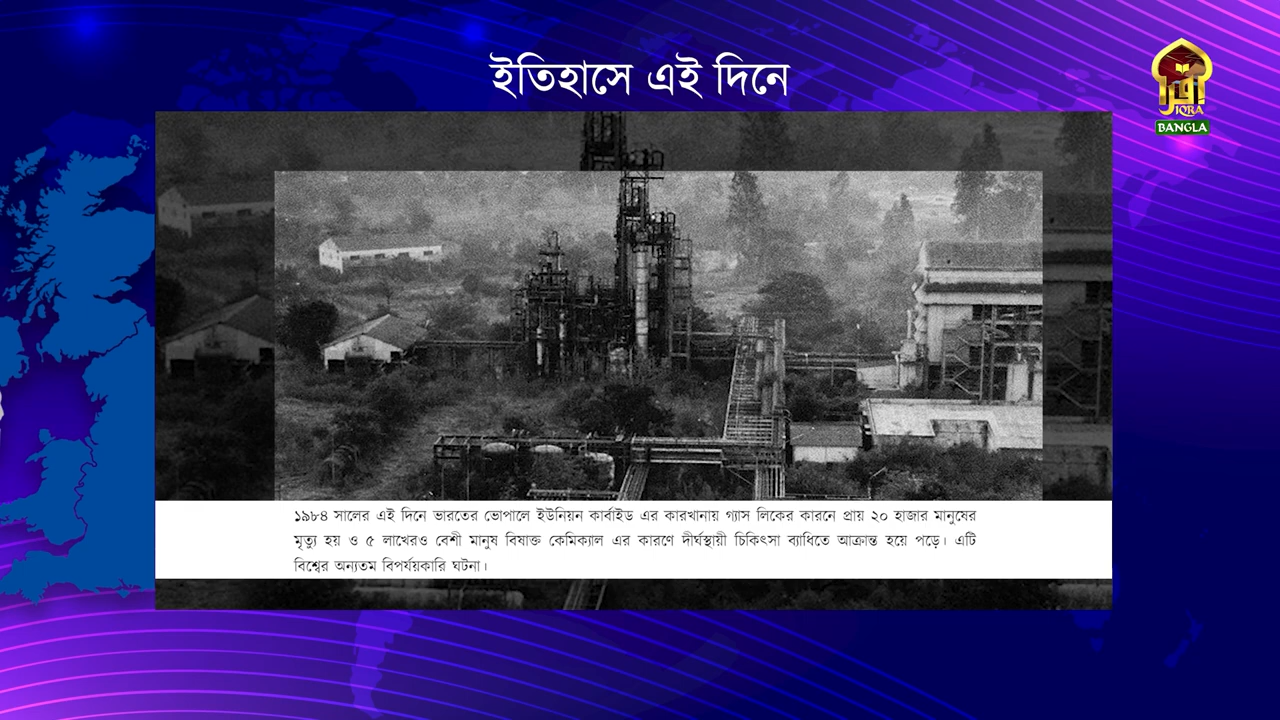 ইতিহাসে এই দিনে
IQRA
BANGLA
১৯৮৪ সালের এই দিনে ভারতের ভোপালে ইউনিয়ন কার্বাইড এর কারখানায় গ্যাস লিকের কারনে প্রায় ২০ হাজার মানুষের
মৃত্যু হয় ও ৫ লাখেরও বেশী মানুষ বিষাক্ত কেমিক্যাল এর কারণে দীর্ঘস্থায়ী চিকিৎসা ব্যাধিতে আক্রান্ত হয়ে পড়ে। এটি
বিশ্বের অন্যতম বিপর্যয়কারি ঘটনা।